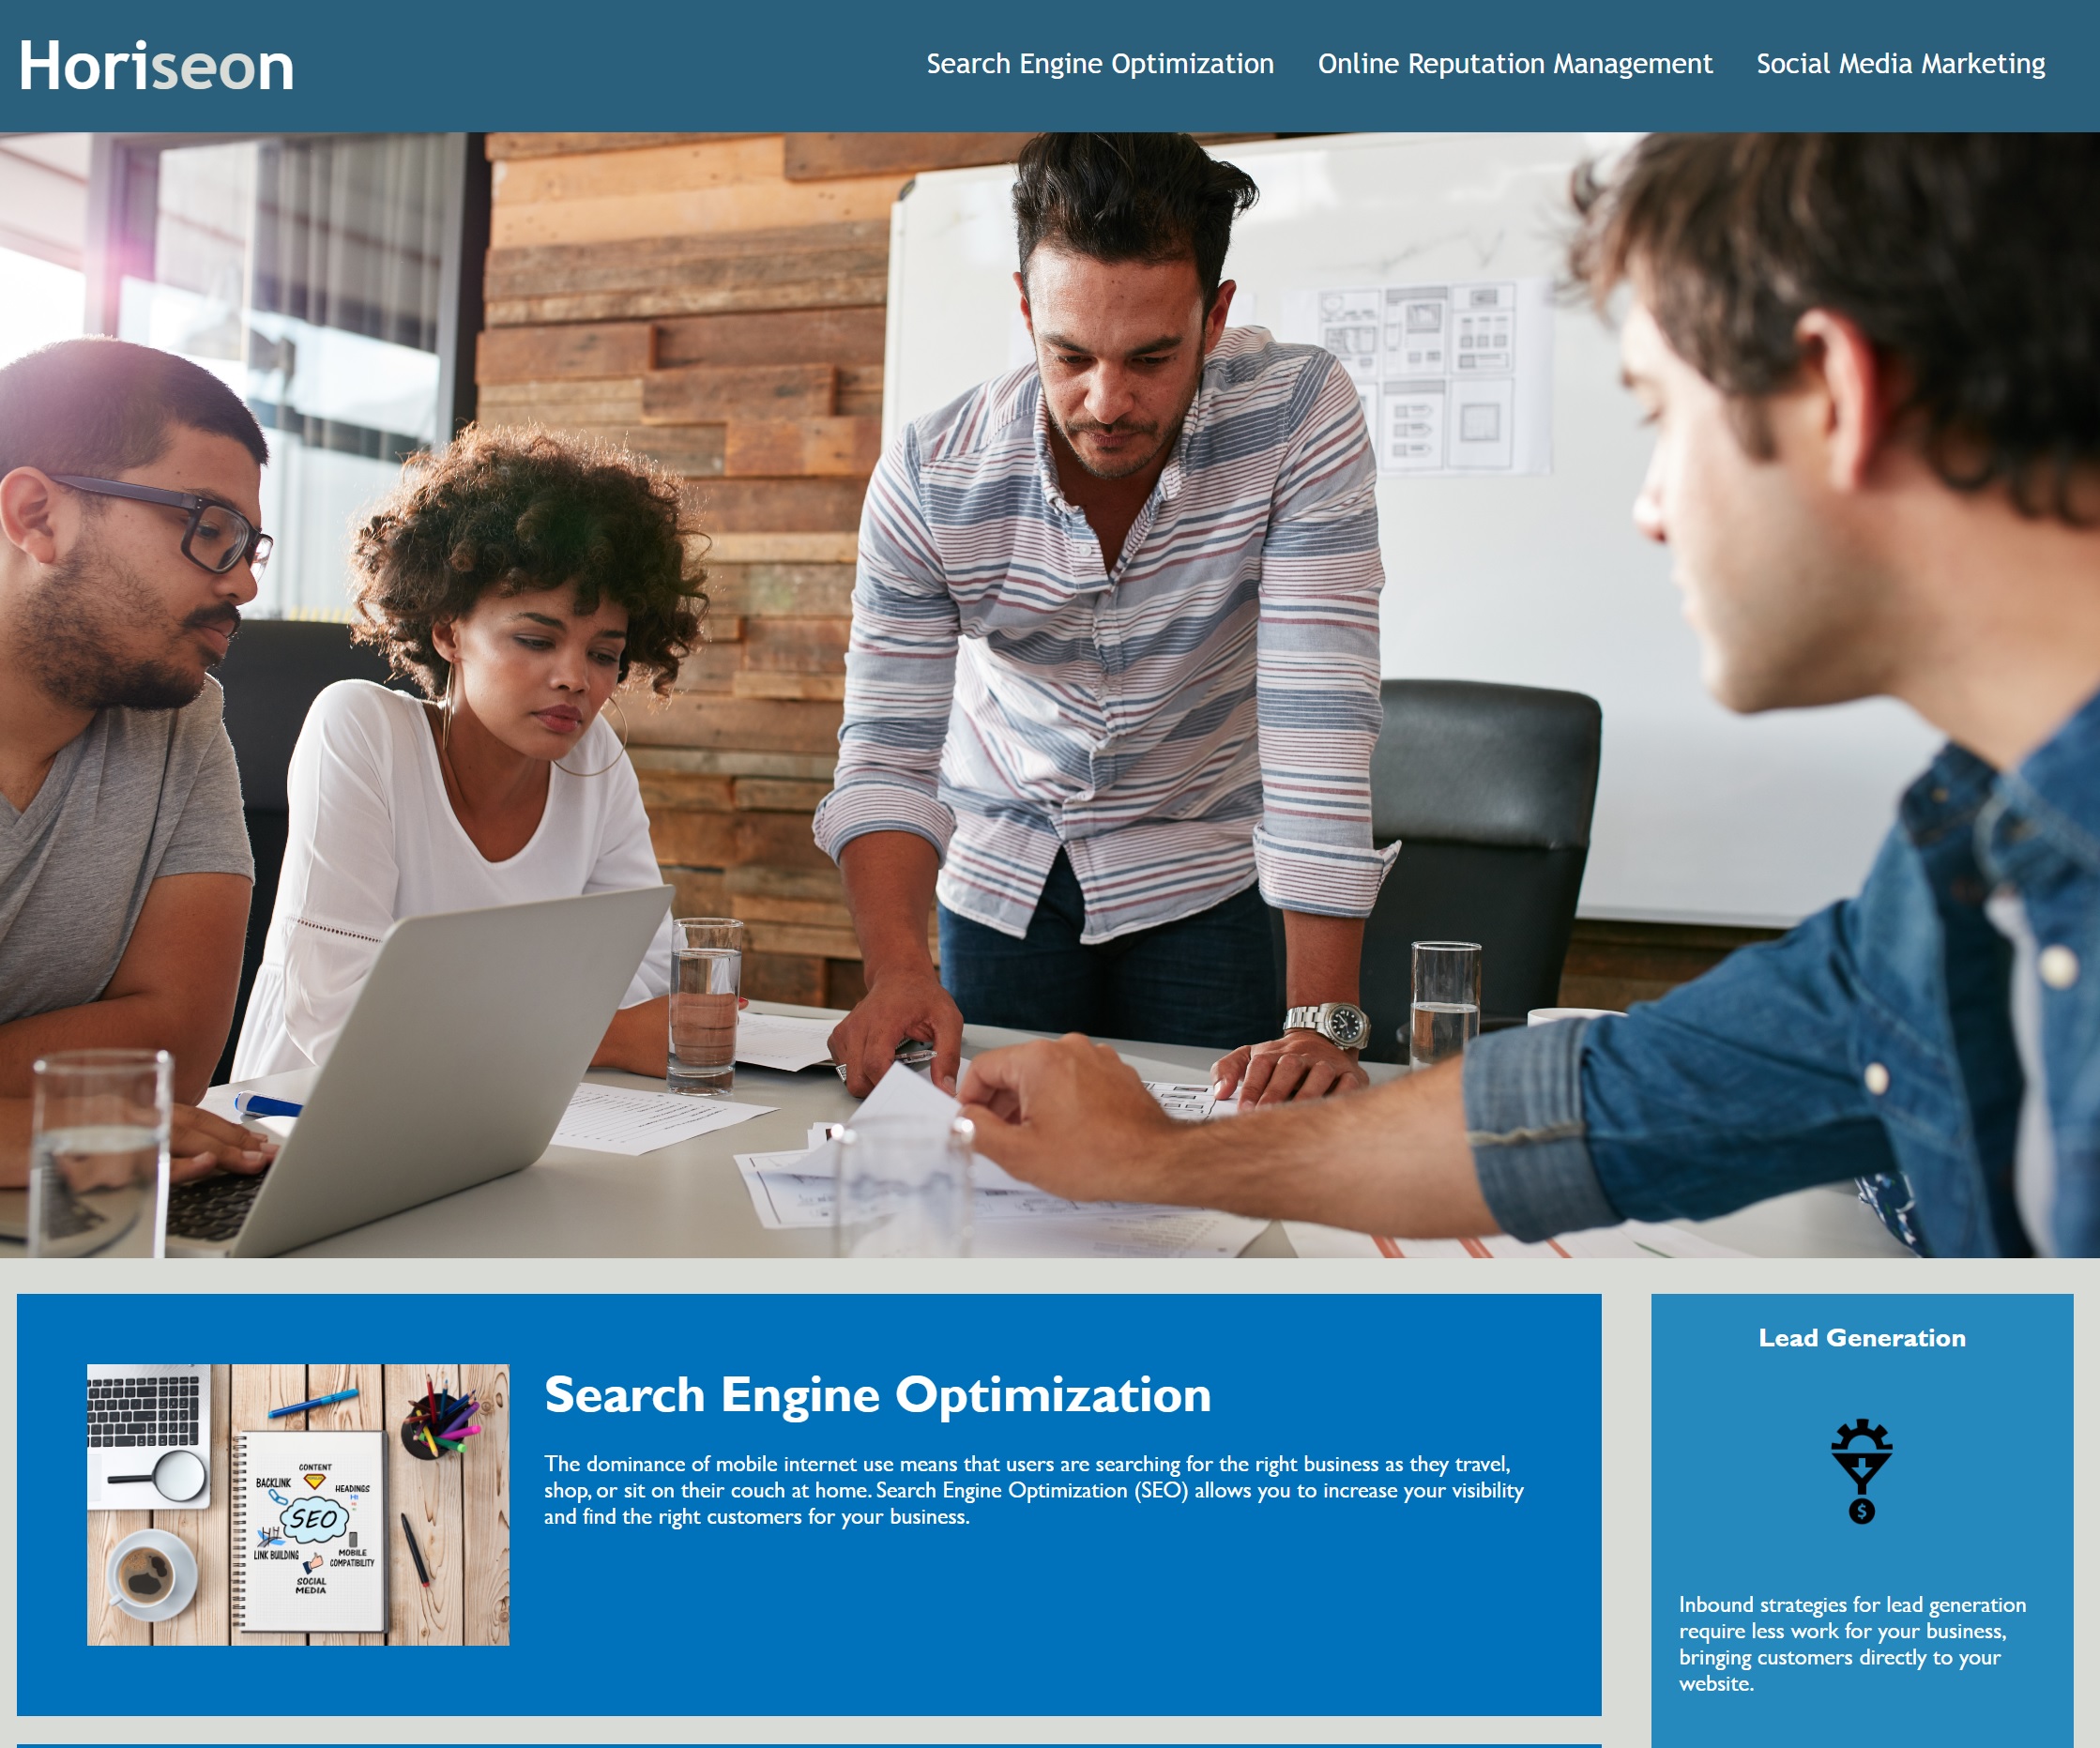 Horiseon
Search Engine Optimization Online Reputation Management Social Media Marketing
Search Engine Optimization
The dominance of mobile internet use means that users are searching for the right business as they travel,
shop, or sit on their couch at home. Search Engine Optimization (SEO) allows you to increase your visibility
and find the right customers for your business.
CONTENT
BACKLINK
HEADINGS
SEO
LINK BUILDING
MOBILE
COMPATIBILITY
SOCIAL
MEDIA
Lead Generation
$
Inbound strategies for lead generation
require less work for your business,
bringing customers directly to your
website.